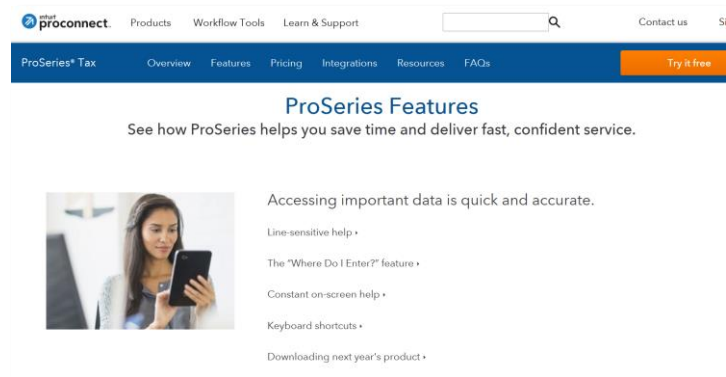 intuit
proconnect. Products Workflow Tools Learn & Support Contact us
ProSeries® Tax Overview Features Pricing Integrations Resources FAQs Try it free
ProSeries Features
See how ProSeries helps you save time and deliver fast, confident service.
Accessing important data is quick and accurate.
Line-sensitive help ›
The "Where Do I Enter?" feature ›
Constant on-screen help ›
Keyboard shortcuts ›
Downloading next year's product ›